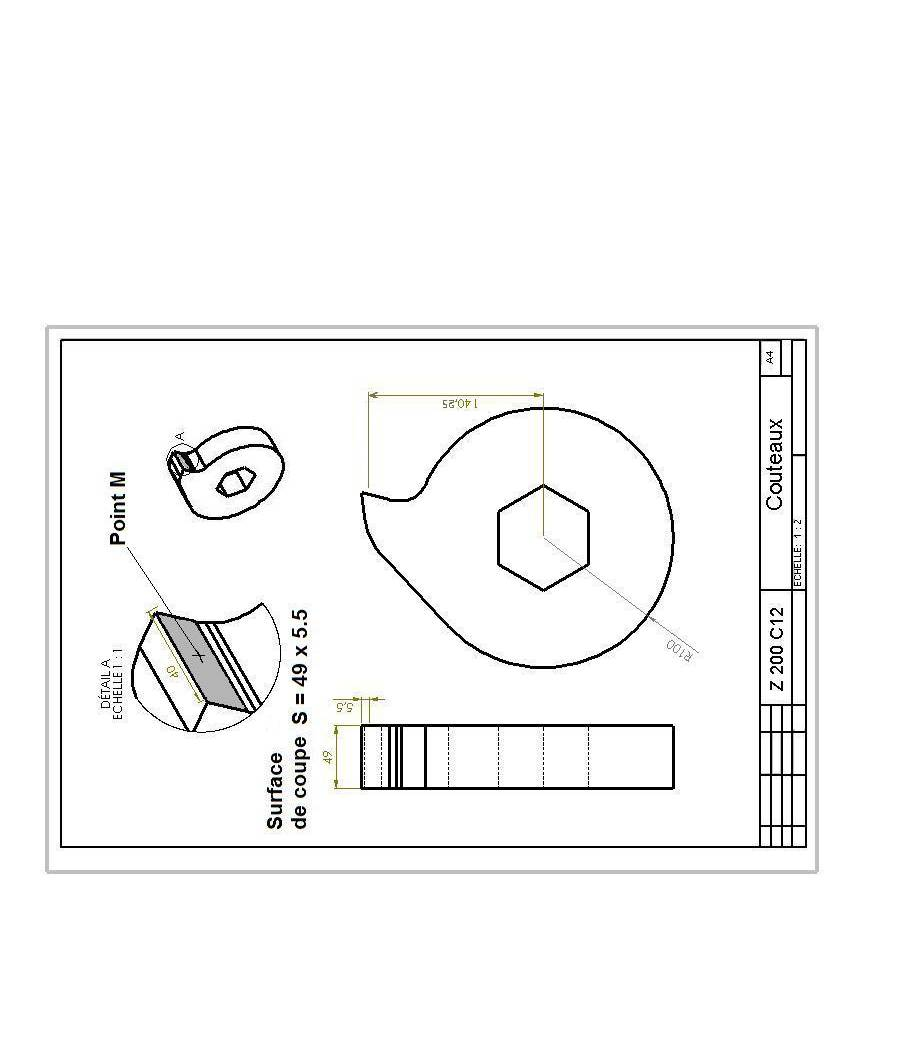 DÉTAIL A
ECHELLE 1 : 1
Point M
A
40
Surface
de coupe S = 49 x 5.5
49
5,5
140,25
R100
Z 200 C12
Couteaux
A4
ECHELLE: 1 : 2